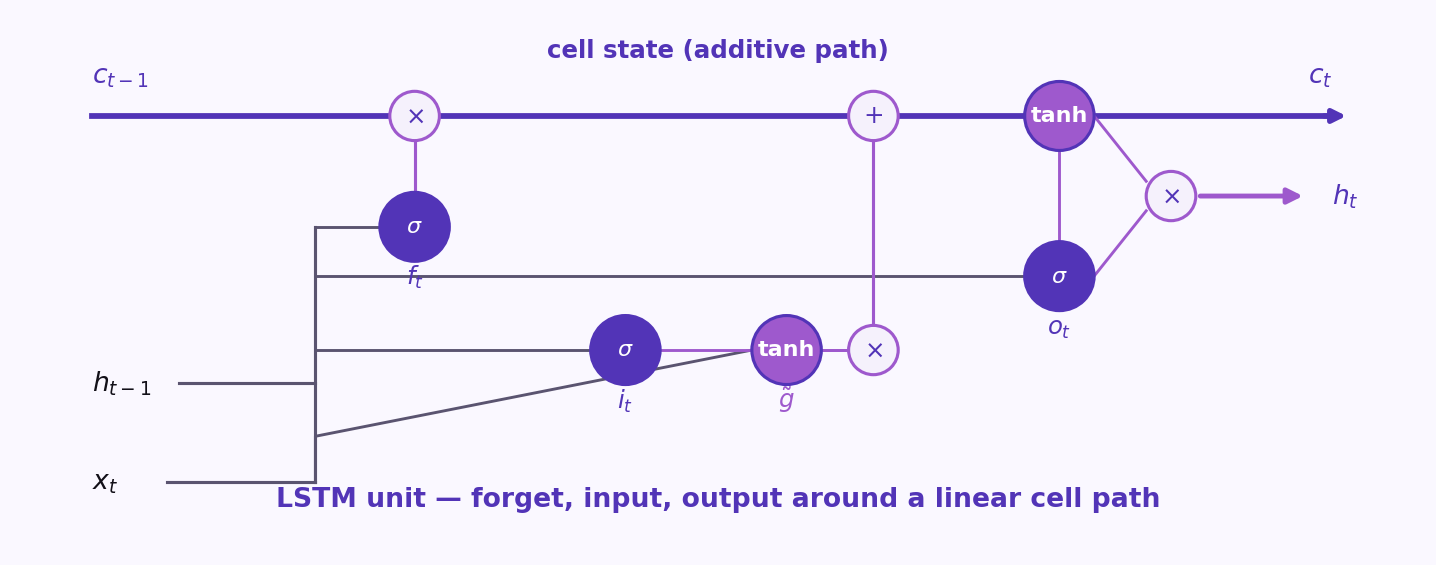 cell state (additive path)
c_{t−1}
c_t
×
+
tanh
×
h_t
σ
f_t
σ
o_t
σ
tanh
×
i_t
g̃
h_{t−1}
x_t
LSTM unit — forget, input, output around a linear cell path